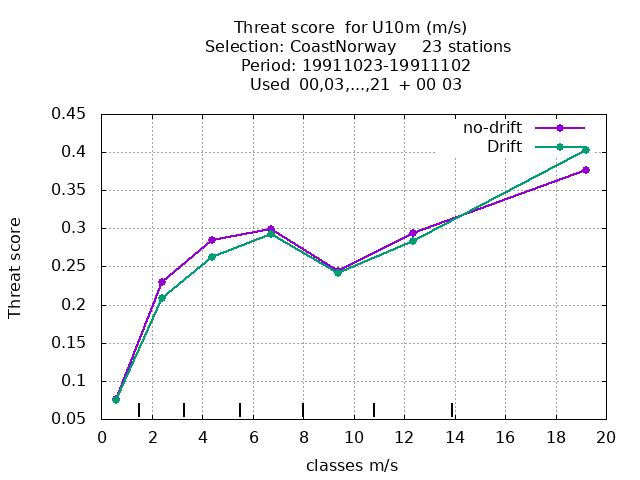 Threat score  for U10m (m/s)
Selection: CoastNorway     23 stations
Period: 19911023-19911102
Used  00,03,...,21  + 00 03
no-drift
Drift
Threat score
0.45
0.4
0.35
0.3
0.25
0.2
0.15
0.1
0.05
0 2 4 6 8 10 12 14 16 18 20
classes m/s